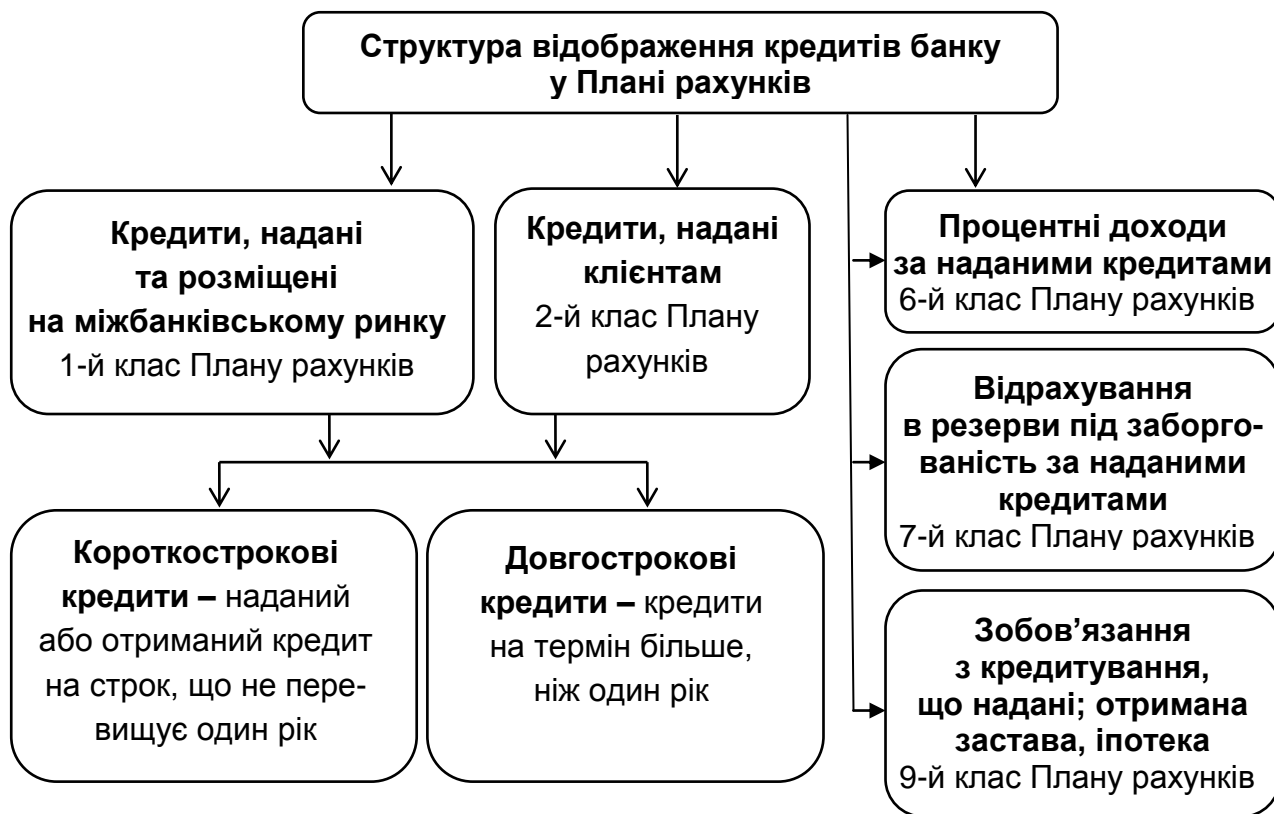 Структура відображення кредитів банку
у Плані рахунків
Кредити, надані
та розміщені
на міжбанківському ринку
1-й клас Плану рахунків
Кредити, надані
клієнтам
2-й клас Плану
рахунків
Процентні доходи
за наданими кредитами
6-й клас Плану рахунків
Відрахування
в резерви під заборго-
ваність за наданими
кредитами
7-й клас Плану рахунків
Короткострокові
кредити – наданий
або отриманий кредит
на строк, що не пере-
вищує один рік
Довгострокові
кредити – кредити
на термін більше,
ніж один рік
Зобов’язання
з кредитування,
що надані; отримана
застава, іпотека
9-й клас Плану рахунків